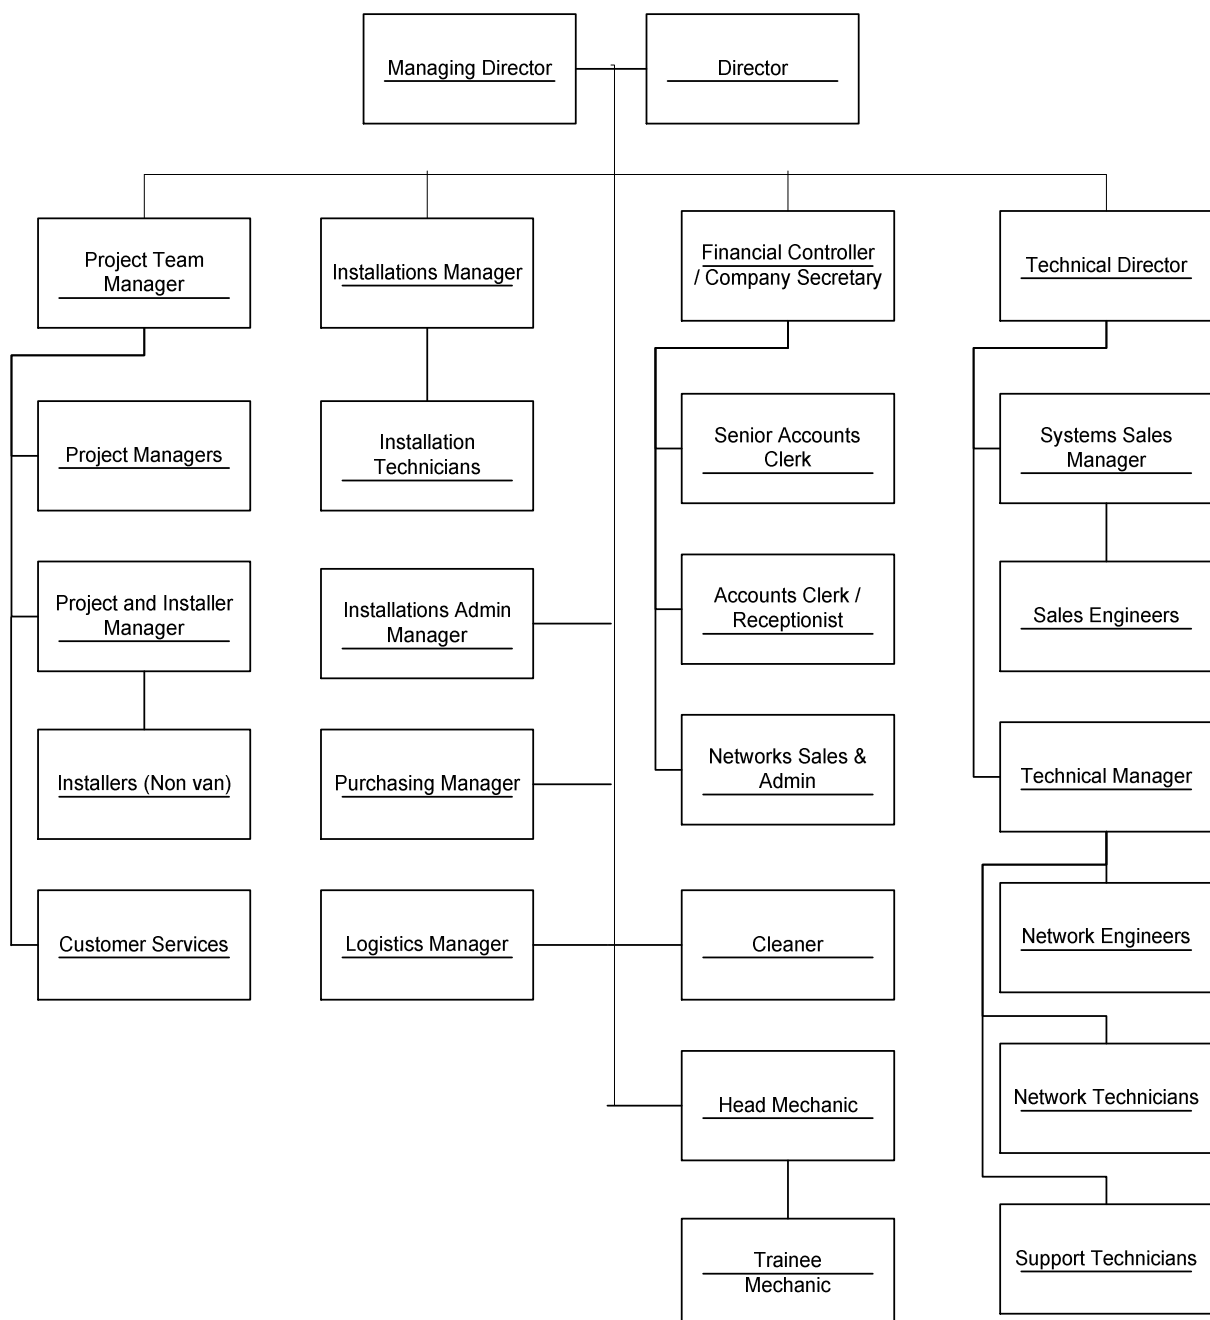 Managing Director
Director
Project Team
Manager
Installations Manager
Financial Controller
/ Company Secretary
Technical Director
Project Managers
Installation
Technicians
Senior Accounts
Clerk
Systems Sales
Manager
Project and Installer
Manager
Installations Admin
Manager
Accounts Clerk /
Receptionist
Sales Engineers
Installers (Non van)
Purchasing Manager
Networks Sales &
Admin
Technical Manager
Customer Services
Logistics Manager
Cleaner
Network Engineers
Head Mechanic
Network Technicians
Trainee
Mechanic
Support Technicians